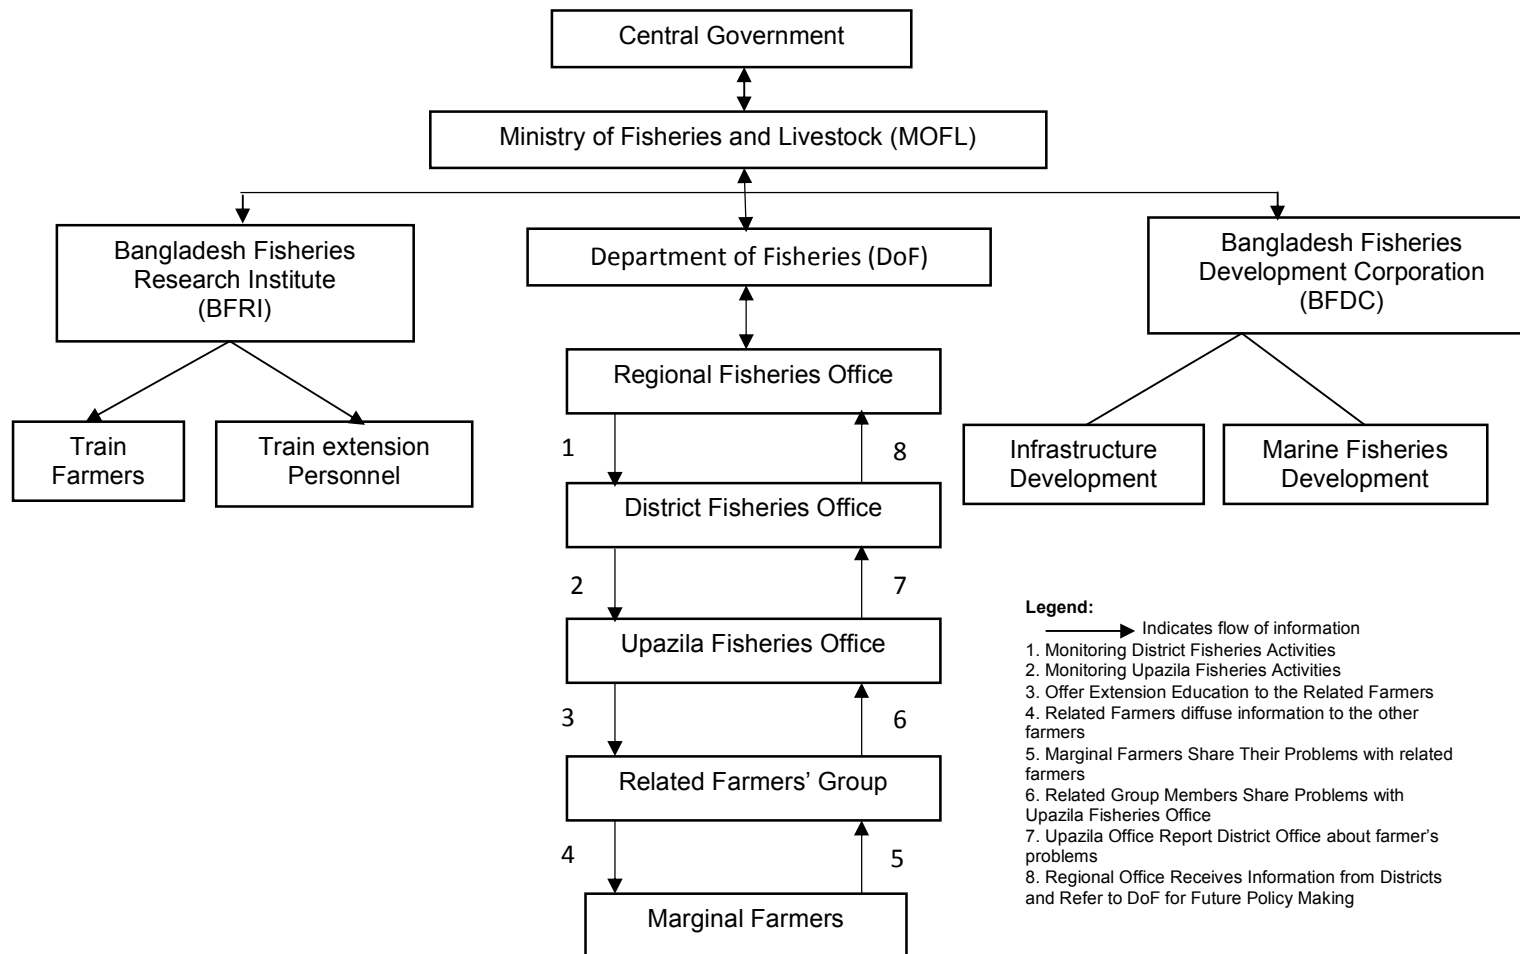 Central Government
Ministry of Fisheries and Livestock (MOFL)
Bangladesh Fisheries
Research Institute
(BFRI)
Department of Fisheries (DoF)
Bangladesh Fisheries
Development Corporation
(BFDC)
Regional Fisheries Office
Train
Farmers
Train extension
Personnel
1
8
Infrastructure
Development
Marine Fisheries
Development
District Fisheries Office
2
7
Upazila Fisheries Office
3
6
Related Farmers’ Group
4
5
Marginal Farmers
Legend:
Indicates flow of information
1. Monitoring District Fisheries Activities
2. Monitoring Upazila Fisheries Activities
3. Offer Extension Education to the Related Farmers
4. Related Farmers diffuse information to the other
farmers
5. Marginal Farmers Share Their Problems with related
farmers
6. Related Group Members Share Problems with
Upazila Fisheries Office
7. Upazila Office Report District Office about farmer’s
problems
8. Regional Office Receives Information from Districts
and Refer to DoF for Future Policy Making